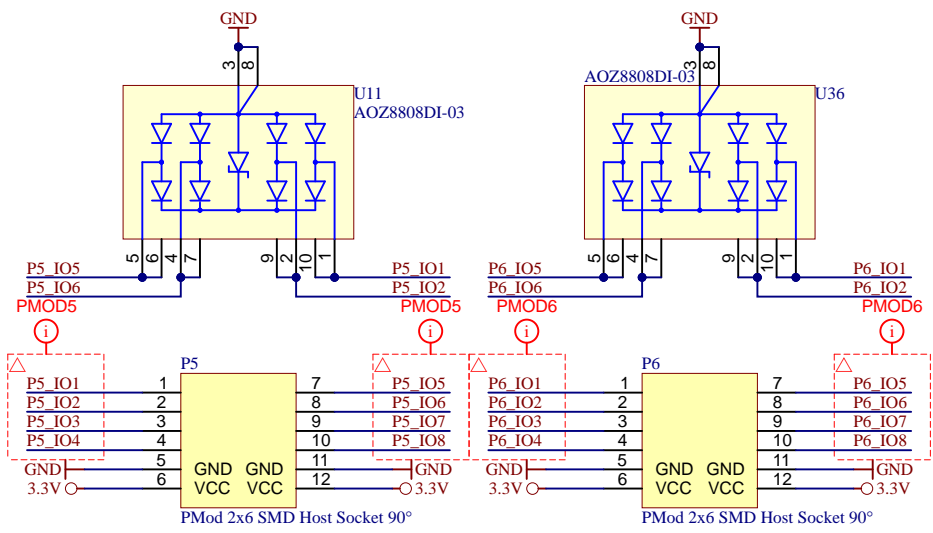 GND GND
3 8 3 8
AOZ8808DI-03
U11 U36
AOZ8808DI-03
5 6 4 7 9 2 10 1 5 6 4 7 9 2 10 1
P5_IO5 P5_IO1 P6_IO5 P6_IO1
P5_IO6 P5_IO2 P6_IO6 P6_IO2
PMOD5 PMOD5 PMOD6 PMOD6
i i i i
P5 P6
P5_IO1 1 7 P5_IO5 P6_IO1 1 7 P6_IO5
P5_IO2 2 8 P5_IO6 P6_IO2 2 8 P6_IO6
P5_IO3 3 9 P5_IO7 P6_IO3 3 9 P6_IO7
P5_IO4 4 10 P5_IO8 P6_IO4 4 10 P6_IO8
GND 5 GND GND 11 GND GND 5 GND GND 11 GND
3.3V 6 VCC VCC 12 3.3V 3.3V 6 VCC VCC 12 3.3V
PMod 2x6 SMD Host Socket 90° PMod 2x6 SMD Host Socket 90°